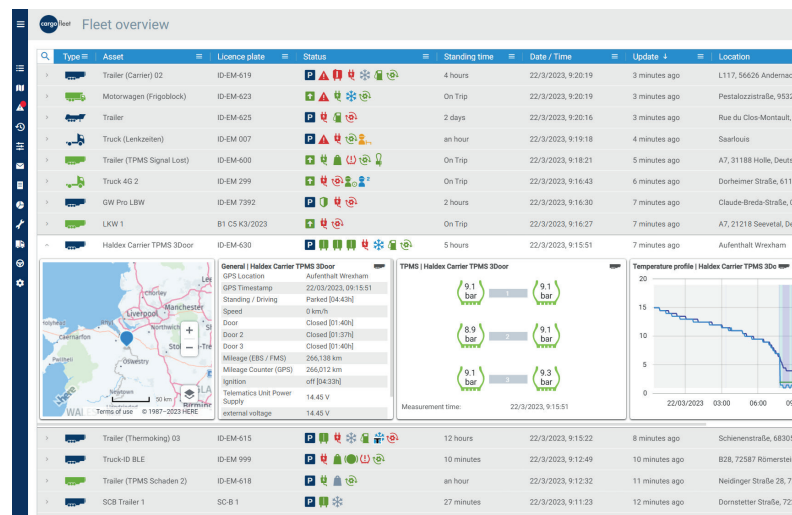 cargofleet Fleet overview
Type Asset Licence plate Status Standing time Date / Time Update ↓ Location
P Trailer (Carrier) 02 ID-EM-619 4 hours 22/3/2023, 9:20:19 3 minutes ago L117, 56626 Andernac
Motorwagen (Frigoblock) ID-EM-623 On Trip 22/3/2023, 9:20:19 3 minutes ago Pestalozzistraße, 9532
Trailer ID-EM-625 P 2 days 22/3/2023, 9:20:16 3 minutes ago Rue du Clos-Montault,
Truck (Lenkzeiten) ID-EM 007 P an hour 22/3/2023, 9:19:18 4 minutes ago Saarlouis
Trailer (TPMS Signal Lost) ID-EM-600 On Trip 22/3/2023, 9:18:21 5 minutes ago A7, 31188 Holle, Deuts
Truck 4G 2 ID-EM 299 On Trip 22/3/2023, 9:16:43 6 minutes ago Dorheimer Straße, 611
GW Pro LBW ID-EM 7392 P 2 hours 22/3/2023, 9:16:30 7 minutes ago Claude-Breda-Straße, 
LKW 1 B1 C5 K3/2023 On Trip 22/3/2023, 9:16:27 7 minutes ago A7, 21218 Seevetal, De
Haldex Carrier TPMS 3Door ID-EM-630 P 5 hours 22/3/2023, 9:15:51 7 minutes ago Aufenthalt Wrexham
General | Haldex Carrier TPMS 3Door
GPS Location Aufenthalt Wrexham
GPS Timestamp 22/03/2023, 09:15:51
Standing / Driving Parked [04:43h]
Speed 0 km/h
Door Closed [01:40h]
Door 2 Closed [01:37h]
Door 3 Closed [01:40h]
Mileage (EBS / FMS) 266,138 km
Mileage Counter (GPS) 266,012 km
Ignition off [04:33h]
Telematics Unit Power
Supply 14.45 V
external voltage 14.45 V
Chorley
Liverpool Manchester
Northwich
Caernarfon
Pwllheli
Oswestry
Newtown
50 km
WALES
Terms of use © 1987–2023 HERE
TPMS | Haldex Carrier TPMS 3Door
9.1 bar 1 9.1 bar
8.9 bar 2 9.1 bar
9.1 bar 3 9.3 bar
Measurement time: 22/3/2023, 9:15:51
Temperature profile | Haldex Carrier TPMS 3Do
20
15
10
5
0
22/03/2023 03:00 06:00 09
Trailer (Thermoking) 03 ID-EM-615 P 12 hours 22/3/2023, 9:15:22 8 minutes ago Schienenstraße, 68305
Truck-ID BLE ID-EM 999 P 10 minutes 22/3/2023, 9:12:49 10 minutes ago B28, 72587 Römerstei
Trailer (TPMS Schaden 2) ID-EM-618 P an hour 22/3/2023, 9:12:32 11 minutes ago Neidinger Straße 28, 7
SCB Trailer 1 SC-B 1 P 27 minutes 22/3/2023, 9:11:23 12 minutes ago Dornstetter Straße, 72